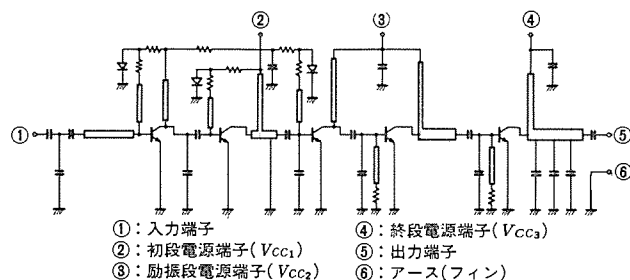 ② ③ ④
① ⑤
⑥
①：入力端子
②：初段電源端子(VCC1)
③：励振段電源端子(VCC2)
④：終段電源端子(VCC3)
⑤：出力端子
⑥：アース(フィン)